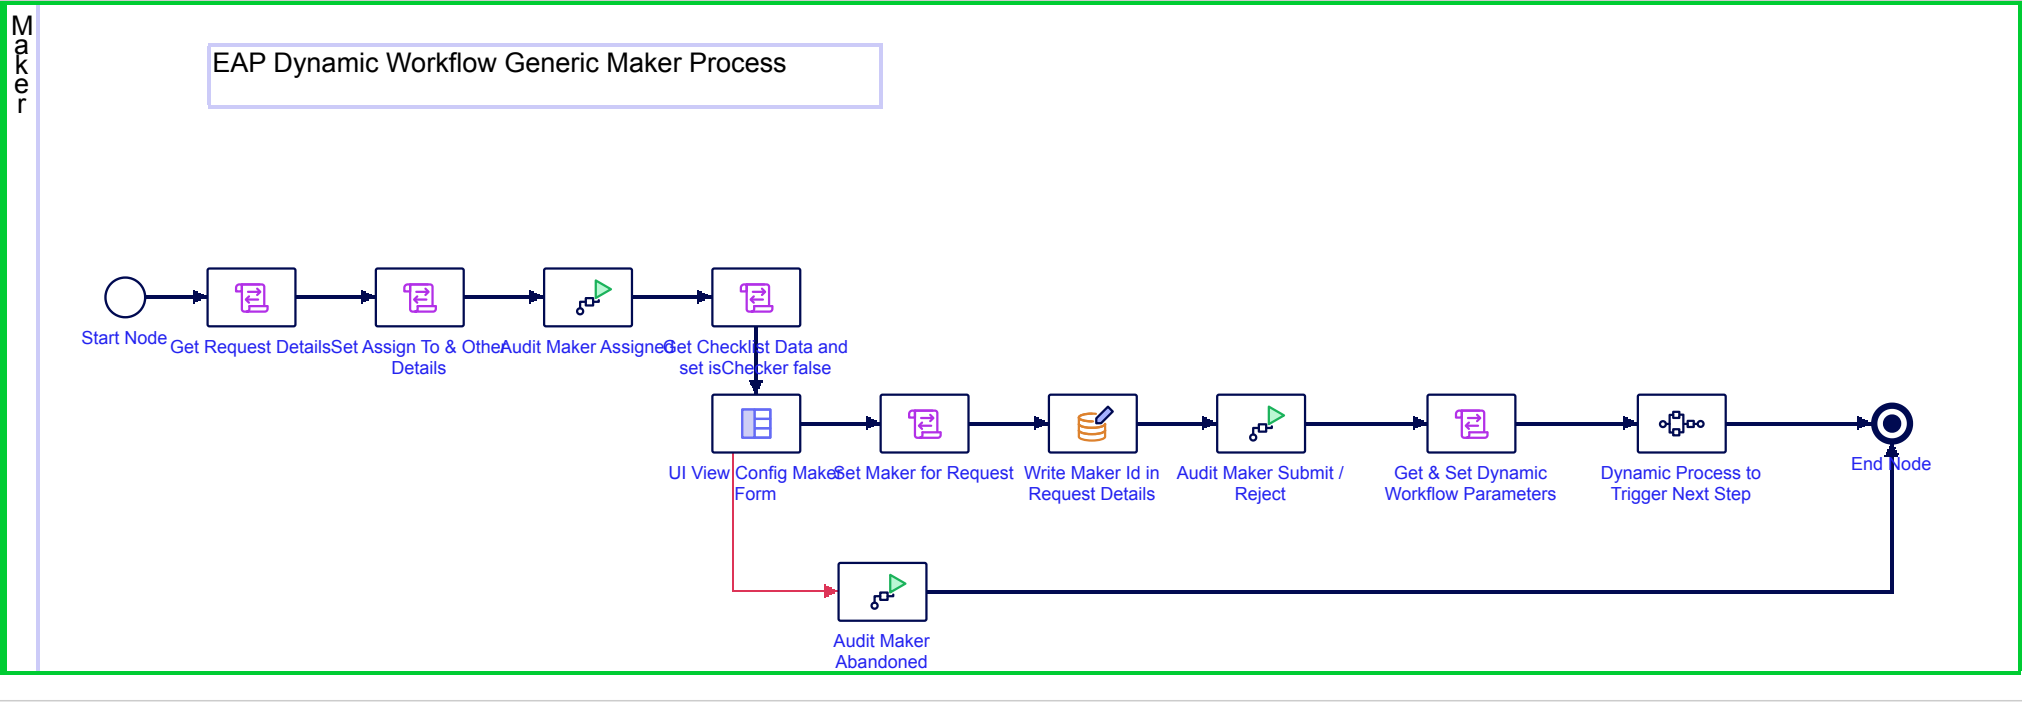 Maker
EAP Dynamic Workflow Generic Maker Process
Start Node
Get Request Details
Set Assign To & Other
Details
Audit Maker Assigned
Get Checklist Data and
set isChecker false
UI View Config Maker
Form
Set Maker for Request
Write Maker Id in
Request Details
Audit Maker Submit /
Reject
Get & Set Dynamic
Workflow Parameters
Dynamic Process to
Trigger Next Step
End Node
Audit Maker
Abandoned